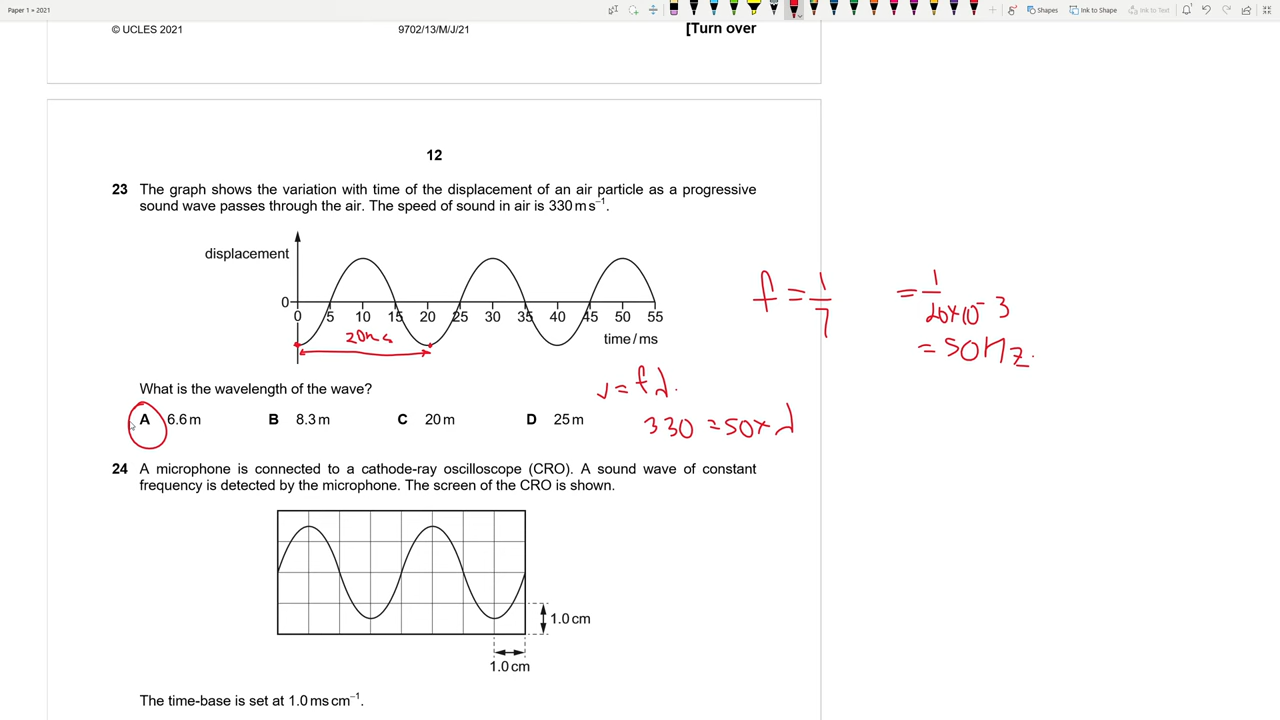 Paper 1 » 2021
Shapes
Ink to Shape
Ink to Text
© UCLES 2021
9702/13/M/J/21
[Turn over
12
23 The graph shows the variation with time of the displacement of an air particle as a progressive
sound wave passes through the air. The speed of sound in air is 330 m s⁻¹.
displacement
0
0 5 10 15 20 25 30 35 40 45 50 55
20ms
time / ms
f = 1/T
= 1/20×10⁻³
= 50Hz.
What is the wavelength of the wave?
v = fλ.
A 6.6 m B 8.3 m C 20 m D 25 m
330 = 50×λ
24 A microphone is connected to a cathode-ray oscilloscope (CRO). A sound wave of constant
frequency is detected by the microphone. The screen of the CRO is shown.
1.0 cm
1.0 cm
The time-base is set at 1.0 ms cm⁻¹.